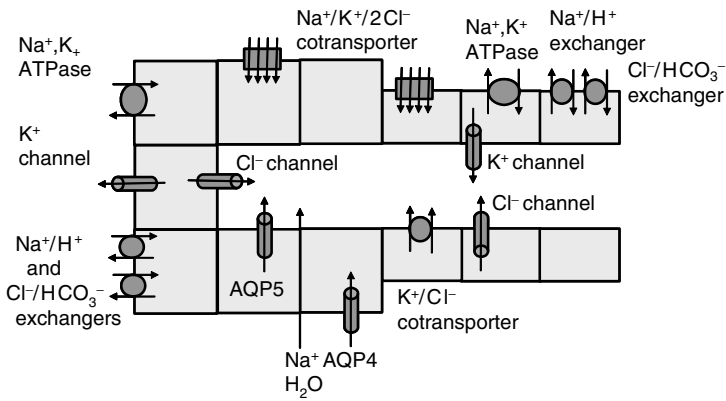 Na⁺/K⁺/2Cl⁻
cotransporter
Na⁺,K₊
ATPase
Na⁺,K⁺
ATPase
Na⁺/H⁺
exchanger
Cl⁻/HCO₃⁻
exchanger
K⁺
channel
Cl⁻ channel
K⁺ channel
Cl⁻ channel
Na⁺/H⁺
and
Cl⁻/HCO₃⁻
exchangers
AQP5
K⁺/Cl⁻
cotransporter
Na⁺ AQP4
H₂O